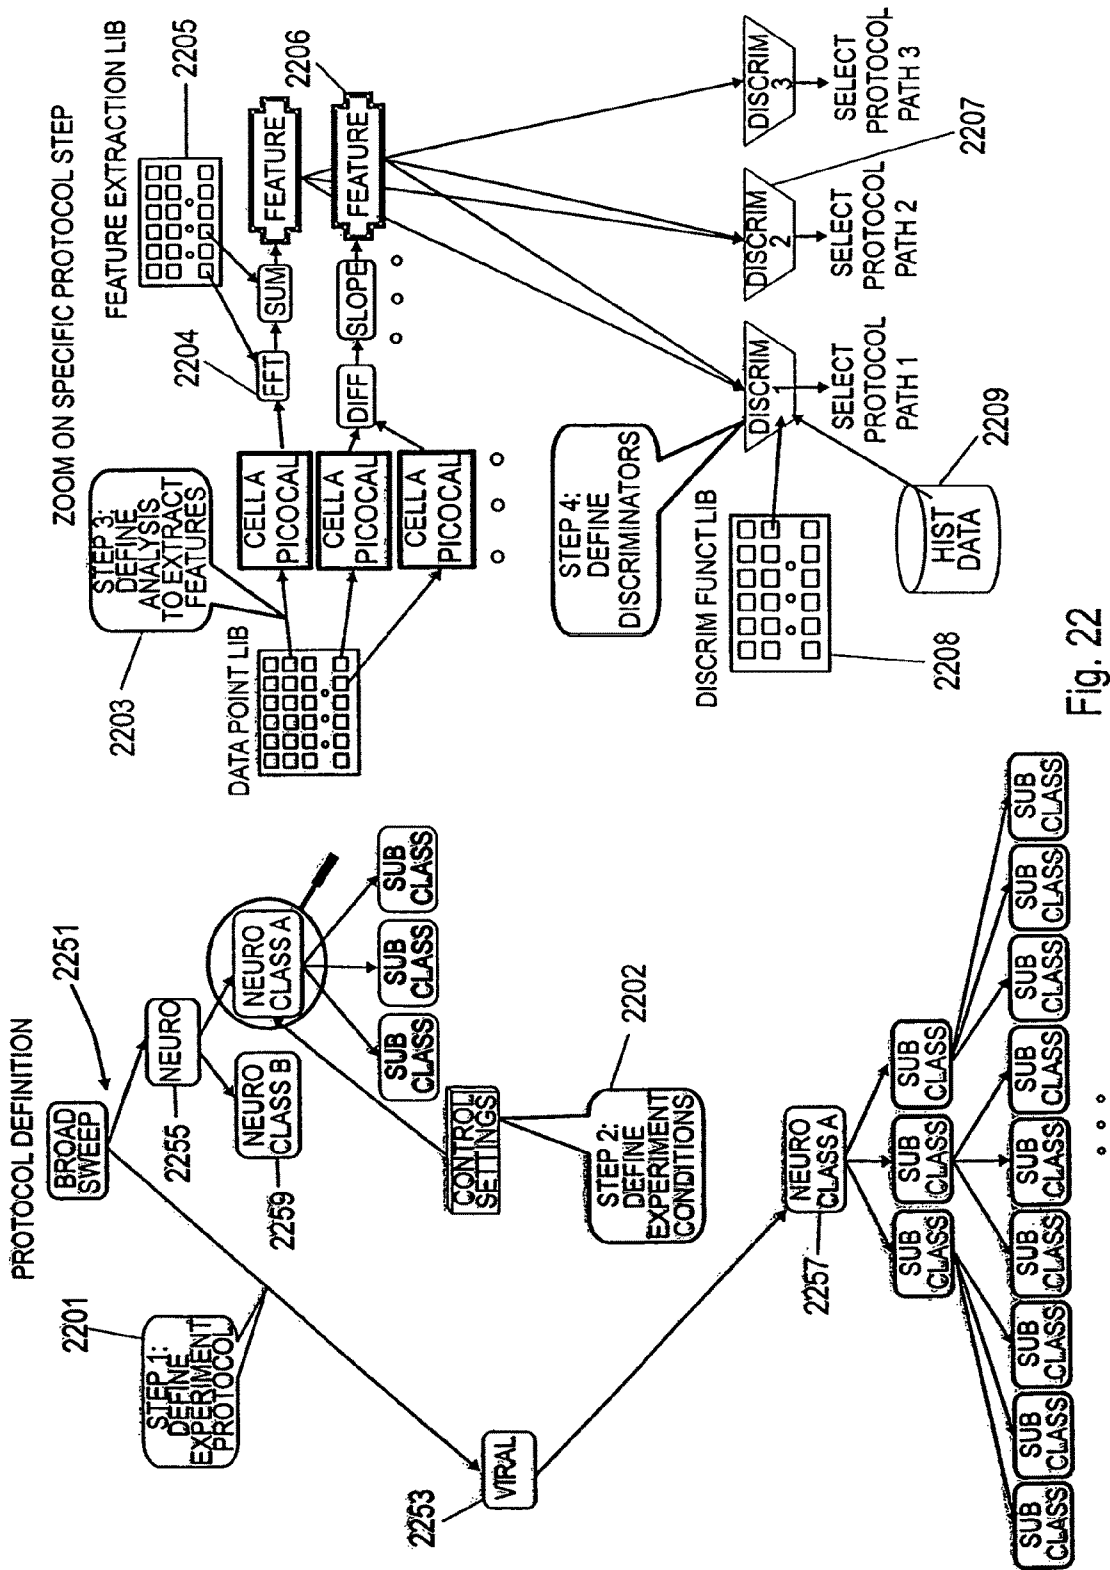 PROTOCOL DEFINITION
2201
STEP 1:
DEFINE
EXPERIMENT
PROTOCOL
BROAD
SWEEP
2251
NEURO
2255
NEURO
CLASS B
2259
NEURO
CLASS A
SUB
CLASS
SUB
CLASS
SUB
CLASS
CONTROL
SETTINGS
STEP 2:
DEFINE
EXPERIMENT
CONDITIONS
2202
VIRAL
2253
NEURO
CLASS A
2257
SUB
CLASS
SUB
CLASS
SUB
CLASS
SUB
CLASS
SUB
CLASS
SUB
CLASS
SUB
CLASS
SUB
CLASS
SUB
CLASS
SUB
CLASS
SUB
CLASS
SUB
CLASS
ZOOM ON SPECIFIC PROTOCOL STEP
2203
STEP 3:
DEFINE
ANALYSIS
TO EXTRACT
FEATURES
FEATURE EXTRACTION LIB
2205
DATA POINT LIB
CELL A
PICOCAL
CELL A
PICOCAL
CELL A
PICOCAL
2204
FFT
SUM
FEATURE
DIFF
SLOPE
FEATURE
2206
STEP 4:
DEFINE
DISCRIMINATORS
DISCRIM FUNCT LIB
2208
DISCRIM
1
SELECT
PROTOCOL
PATH 1
DISCRIM
2
SELECT
PROTOCOL
PATH 2
DISCRIM
3
SELECT
PROTOCOL
PATH 3
2207
HIST
DATA
2209
Fig. 22